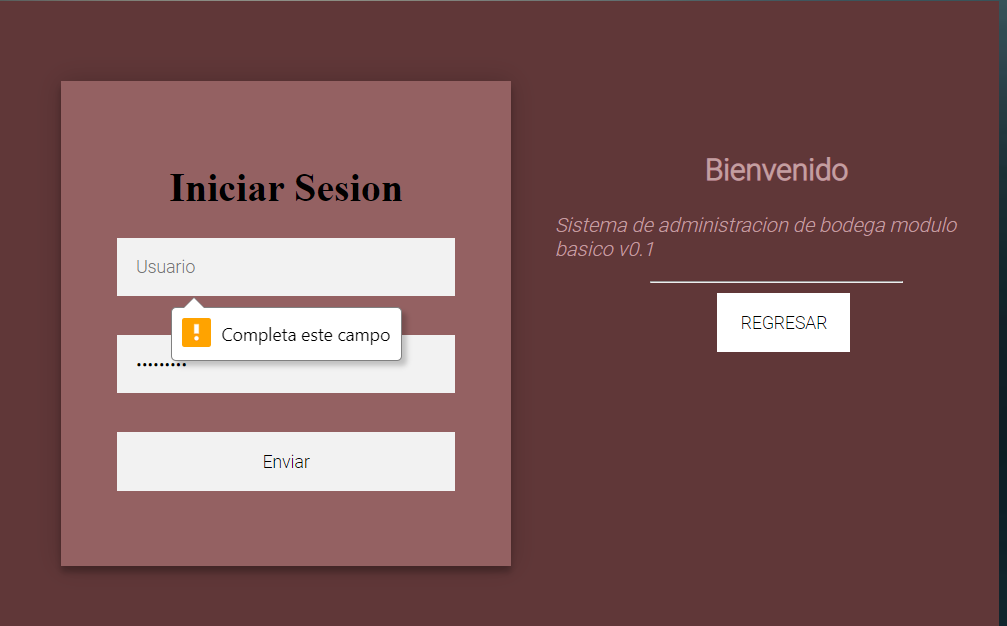 Iniciar Sesion
Usuario
Completa este campo
•••••••••
Enviar
Bienvenido
Sistema de administracion de bodega modulo
basico v0.1
REGRESAR